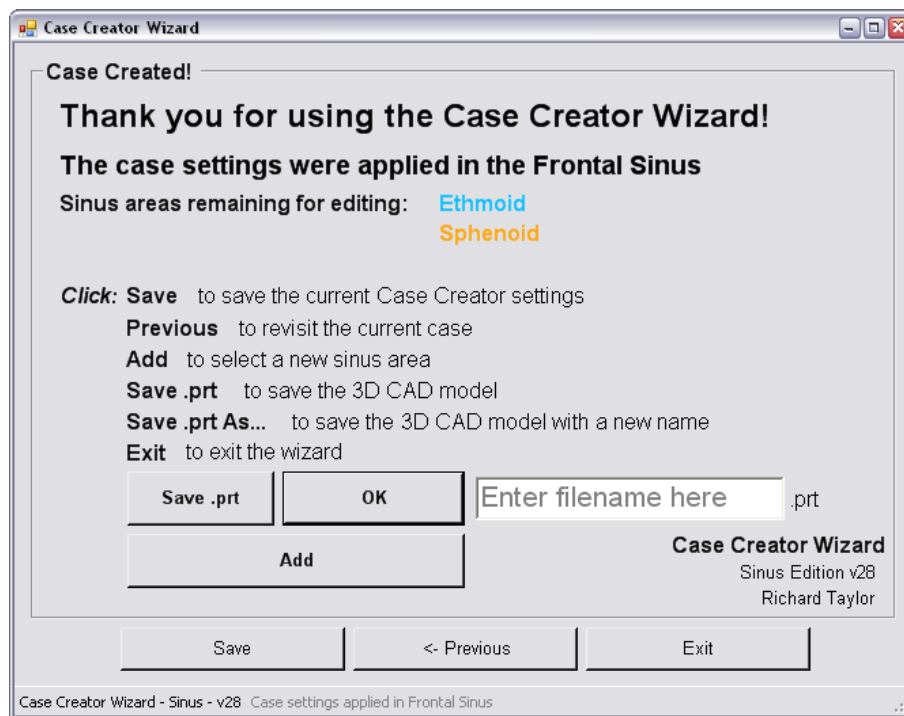 Case Creator Wizard
Case Created!
Thank you for using the Case Creator Wizard!
The case settings were applied in the Frontal Sinus
Sinus areas remaining for editing: Ethmoid
Sphenoid
Click: Save to save the current Case Creator settings
Previous to revisit the current case
Add to select a new sinus area
Save .prt to save the 3D CAD model
Save .prt As... to save the 3D CAD model with a new name
Exit to exit the wizard
Save .prt OK Enter filename here .prt
Add
Case Creator Wizard
Sinus Edition v28
Richard Taylor
Save <- Previous Exit
Case Creator Wizard - Sinus - v28 Case settings applied in Frontal Sinus